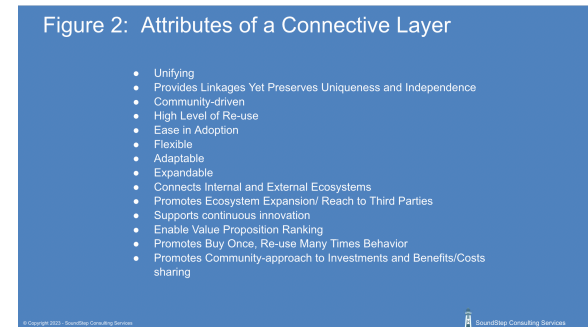 Figure 2:  Attributes of a Connective Layer
● Unifying
● Provides Linkages Yet Preserves Uniqueness and Independence
● Community-driven
● High Level of Re-use
● Ease in Adoption
● Flexible
● Adaptable
● Expandable
● Connects Internal and External Ecosystems
● Promotes Ecosystem Expansion/ Reach to Third Parties
● Supports continuous innovation
● Enable Value Proposition Ranking
● Promotes Buy Once, Re-use Many Times Behavior
● Promotes Community-approach to Investments and Benefits/Costs
sharing
© Copyright 2023 - SoundStep Consulting Services
SoundStep Consulting Services